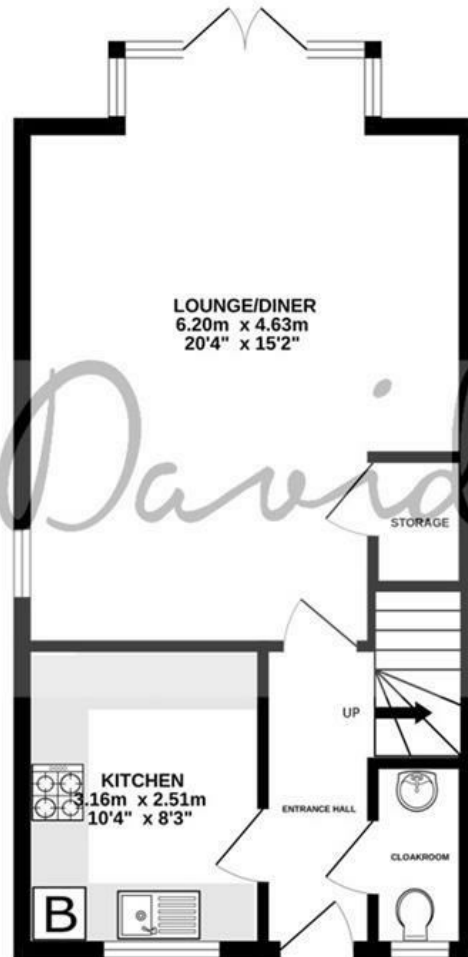 LOUNGE/DINER
6.20m x 4.63m
20'4" x 15'2"
David
STORAGE
UP
KITCHEN
3.16m x 2.51m
10'4" x 8'3"
ENTRANCE HALL
CLOAKROOM
B